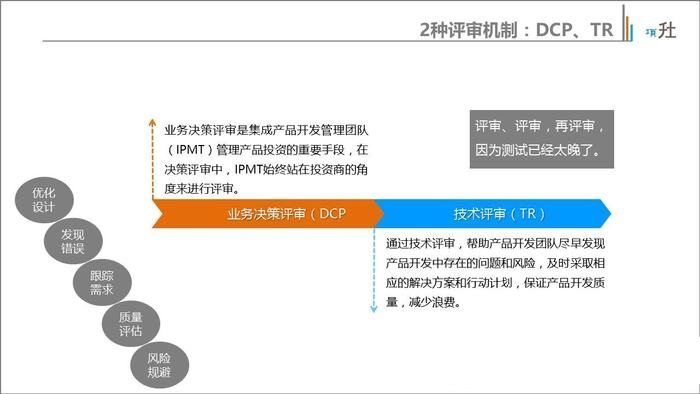 2种评审机制：DCP、TR
項升
业务决策评审是集成产品开发管理团队
（IPMT）管理产品投资的重要手段，在
决策评审中，IPMT始终站在投资商的角
度来进行评审。
评审、评审，再评审，
因为测试已经太晚了。
业务决策评审（DCP
技术评审（TR）
通过技术评审，帮助产品开发团队尽早发现
产品开发中存在的问题和风险，及时采取相
应的解决方案和行动计划，保证产品开发质
量，减少浪费。
优化
设计
发现
错误
跟踪
需求
质量
评估
风险
规避